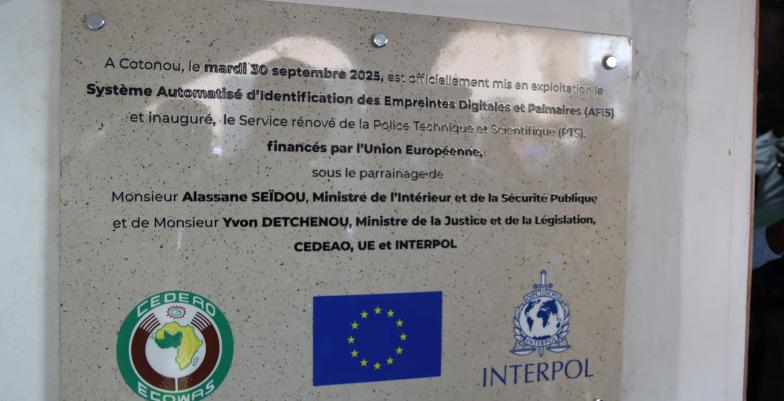 A Cotonou, le mardi 30 septembre 2025, est officiellement mis en exploitation le
Système Automatisé d'Identification des Empreintes Digitales et Palmaires (AFIS)
et inauguré, le Service rénové de la Police Technique et Scientifique (PTS),
financés par l'Union Européenne,
sous le parrainage de
Monsieur Alassane SEÏDOU, Ministre de l'Intérieur et de la Sécurité Publique
et de Monsieur Yvon DETCHENOU, Ministre de la Justice et de la Législation,
CEDEAO, UE et INTERPOL
CEDEAO
ECOWAS
INTERPOL
INTERPOL